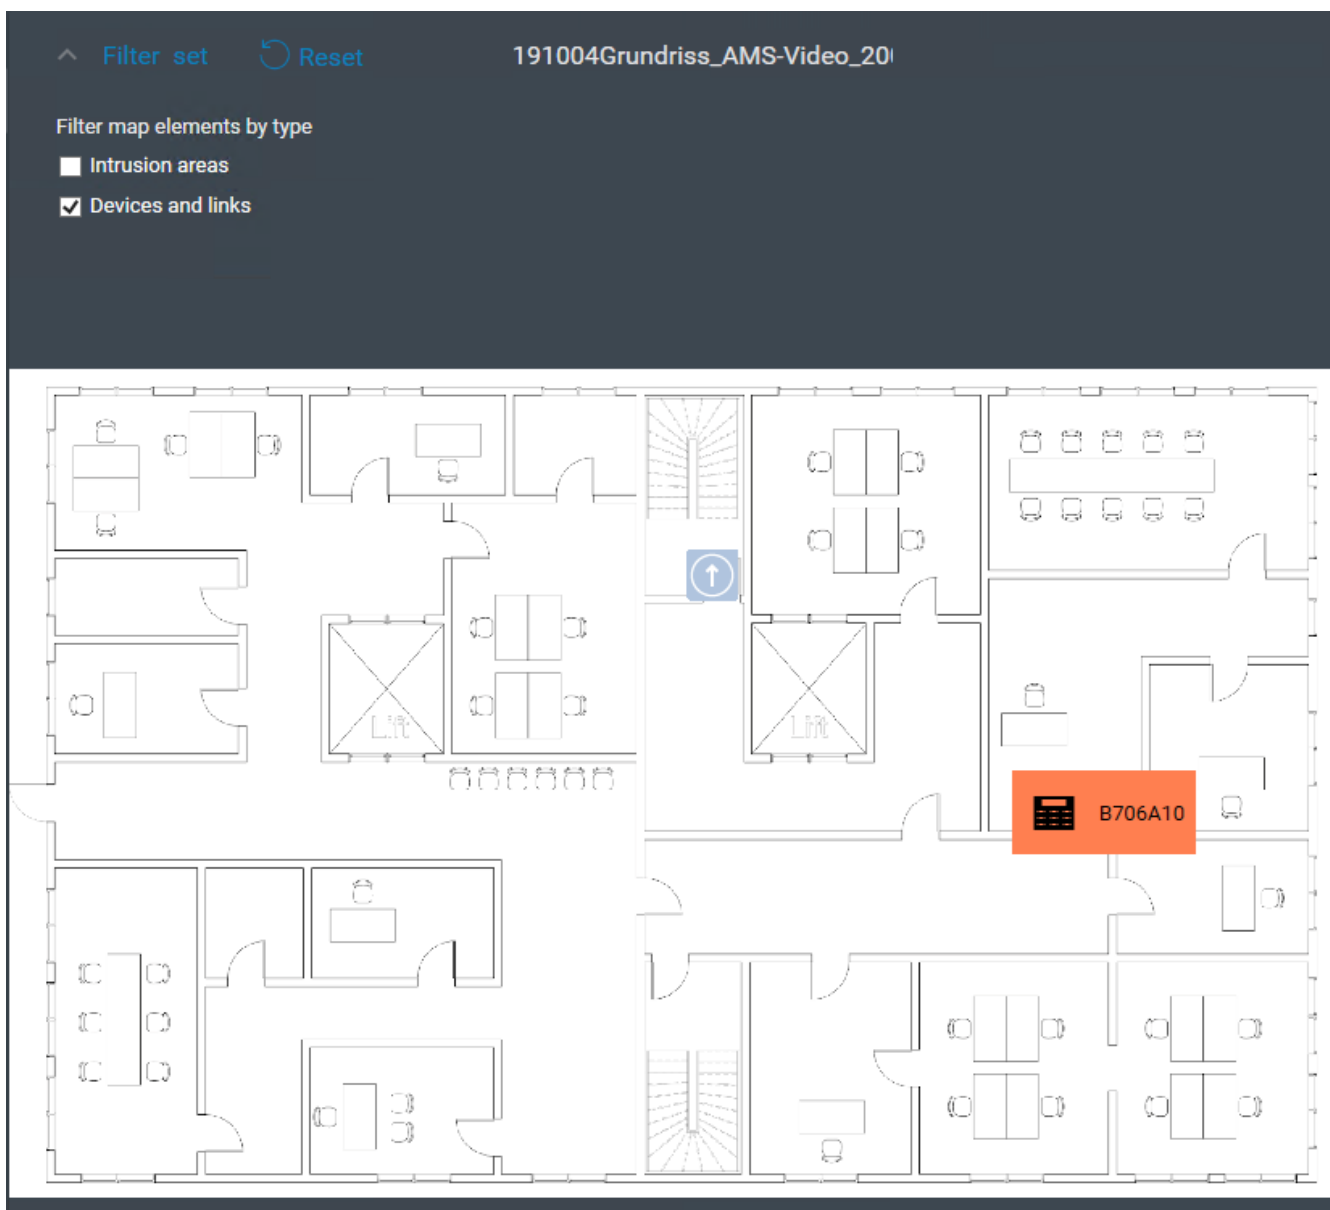 Filter set Reset 191004Grundriss_AMS-Video_20
Filter map elements by type
Intrusion areas
Devices and links
Lift Lift
B706A10